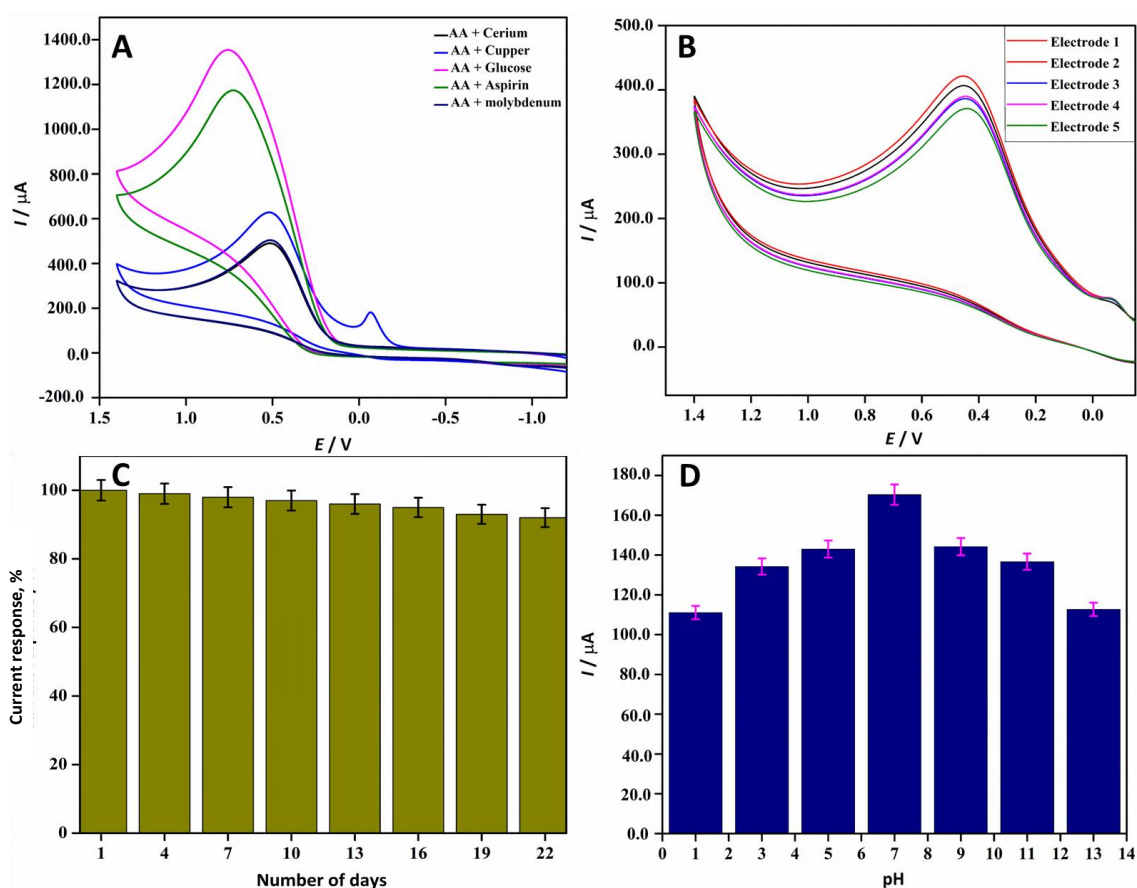 A
AA + Cerium
AA + Cupper
AA + Glucose
AA + Aspirin
AA + molybdenum
1400.0
1200.0
1000.0
800.0
600.0
400.0
200.0
0.0
-200.0
I / μA
1.5 1.0 0.5 0.0 -0.5 -1.0
E / V
B
Electrode 1
Electrode 2
Electrode 3
Electrode 4
Electrode 5
500.0
400.0
300.0
200.0
100.0
0.0
I / μA
1.4 1.2 1.0 0.8 0.6 0.4 0.2 0.0
E / V
C
100
80
60
40
20
0
Current response, %
1 4 7 10 13 16 19 22
Number of days
D
180.0
160.0
140.0
120.0
100.0
80.0
60.0
40.0
20.0
0.0
I / μA
0 1 2 3 4 5 6 7 8 9 10 11 12 13 14
pH